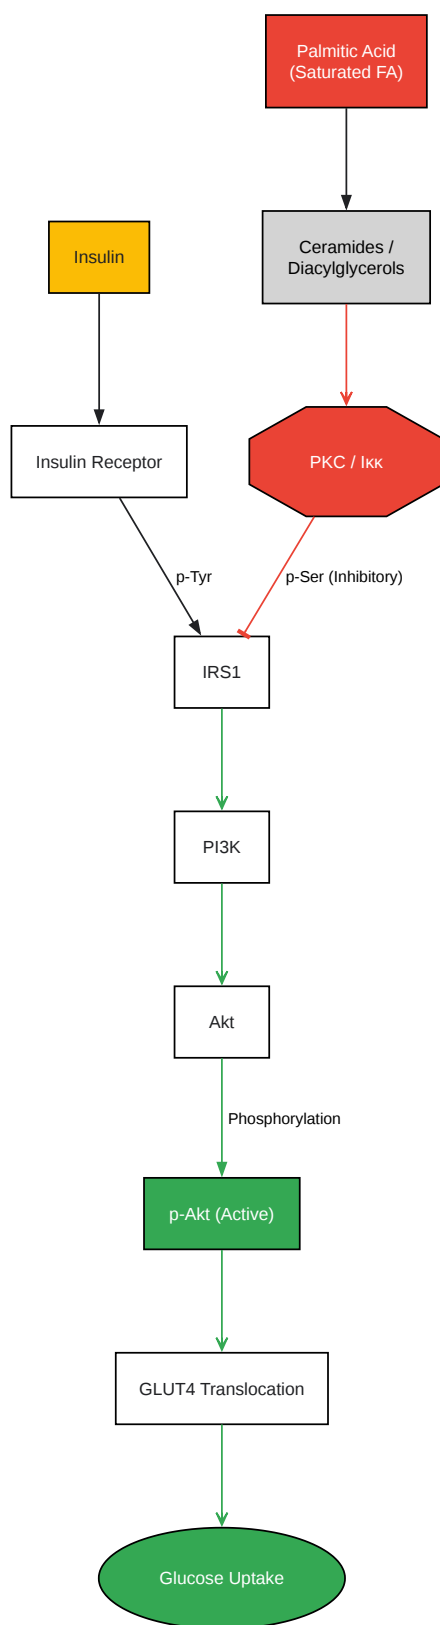 Palmitic Acid
(Saturated FA)
Insulin
Ceramides /
Diacylglycerols
Insulin Receptor
PKC / Iκκ
p-Tyr
p-Ser (Inhibitory)
IRS1
PI3K
Akt
Phosphorylation
p-Akt (Active)
GLUT4 Translocation
Glucose Uptake